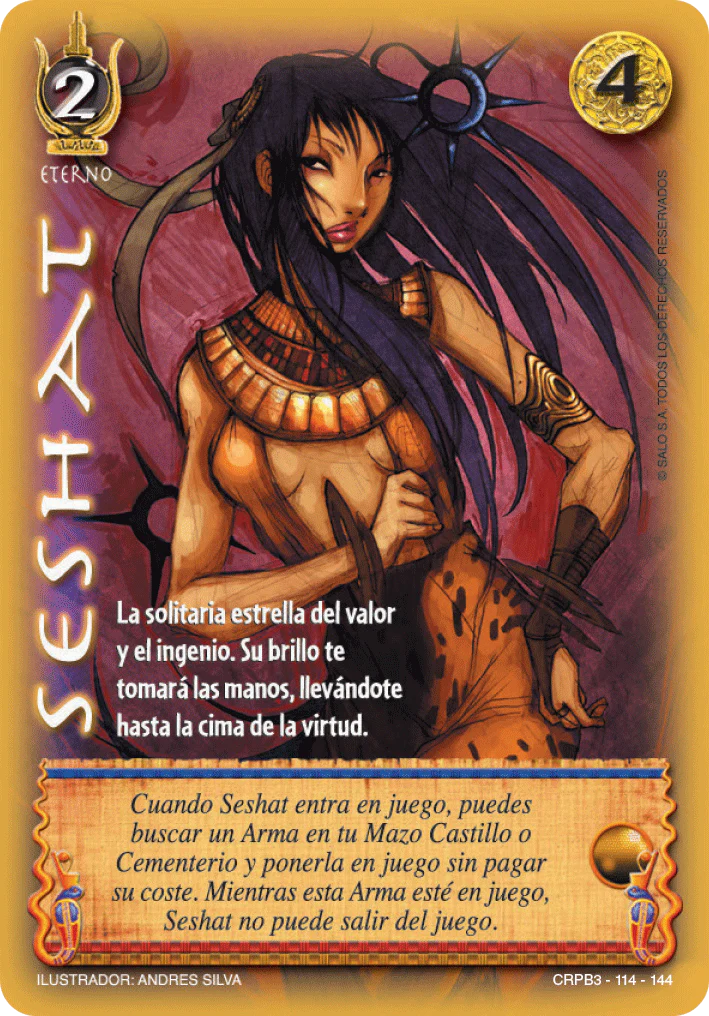 2
4
ETERNO
SESHAT
© SALO S.A. TODOS LOS DERECHOS RESERVADOS
La solitaria estrella del valor
y el ingenio. Su brillo te
tomará las manos, llevándote
hasta la cima de la virtud.
Cuando Seshat entra en juego, puedes
buscar un Arma en tu Mazo Castillo o
Cementerio y ponerla en juego sin pagar
su coste. Mientras esta Arma esté en juego,
Seshat no puede salir del juego.
ILUSTRADOR: ANDRES SILVA
CRPB3 - 114 - 144